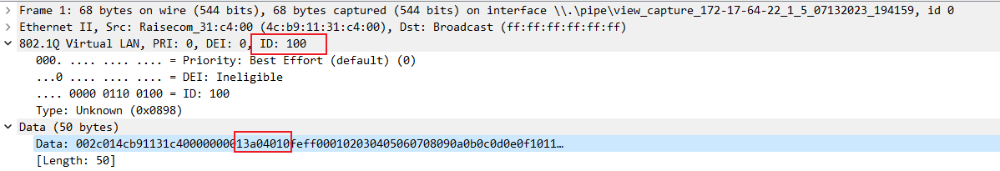 Frame 1: 68 bytes on wire (544 bits), 68 bytes captured (544 bits) on interface \\.\pipe\view_capture_172-17-64-22_1_5_07132023_194159, id 0
Ethernet II, Src: Raisecom_31:c4:00 (4c:b9:11:31:c4:00), Dst: Broadcast (ff:ff:ff:ff:ff:ff)
802.1Q Virtual LAN, PRI: 0, DEI: 0, ID: 100
000. .... .... .... = Priority: Best Effort (default) (0)
...0 .... .... .... = DEI: Ineligible
.... 0000 0110 0100 = ID: 100
Type: Unknown (0x0898)
Data (50 bytes)
Data: 002c014cb91131c40000000013a04010feff000102030405060708090a0b0c0d0e0f1011…
[Length: 50]